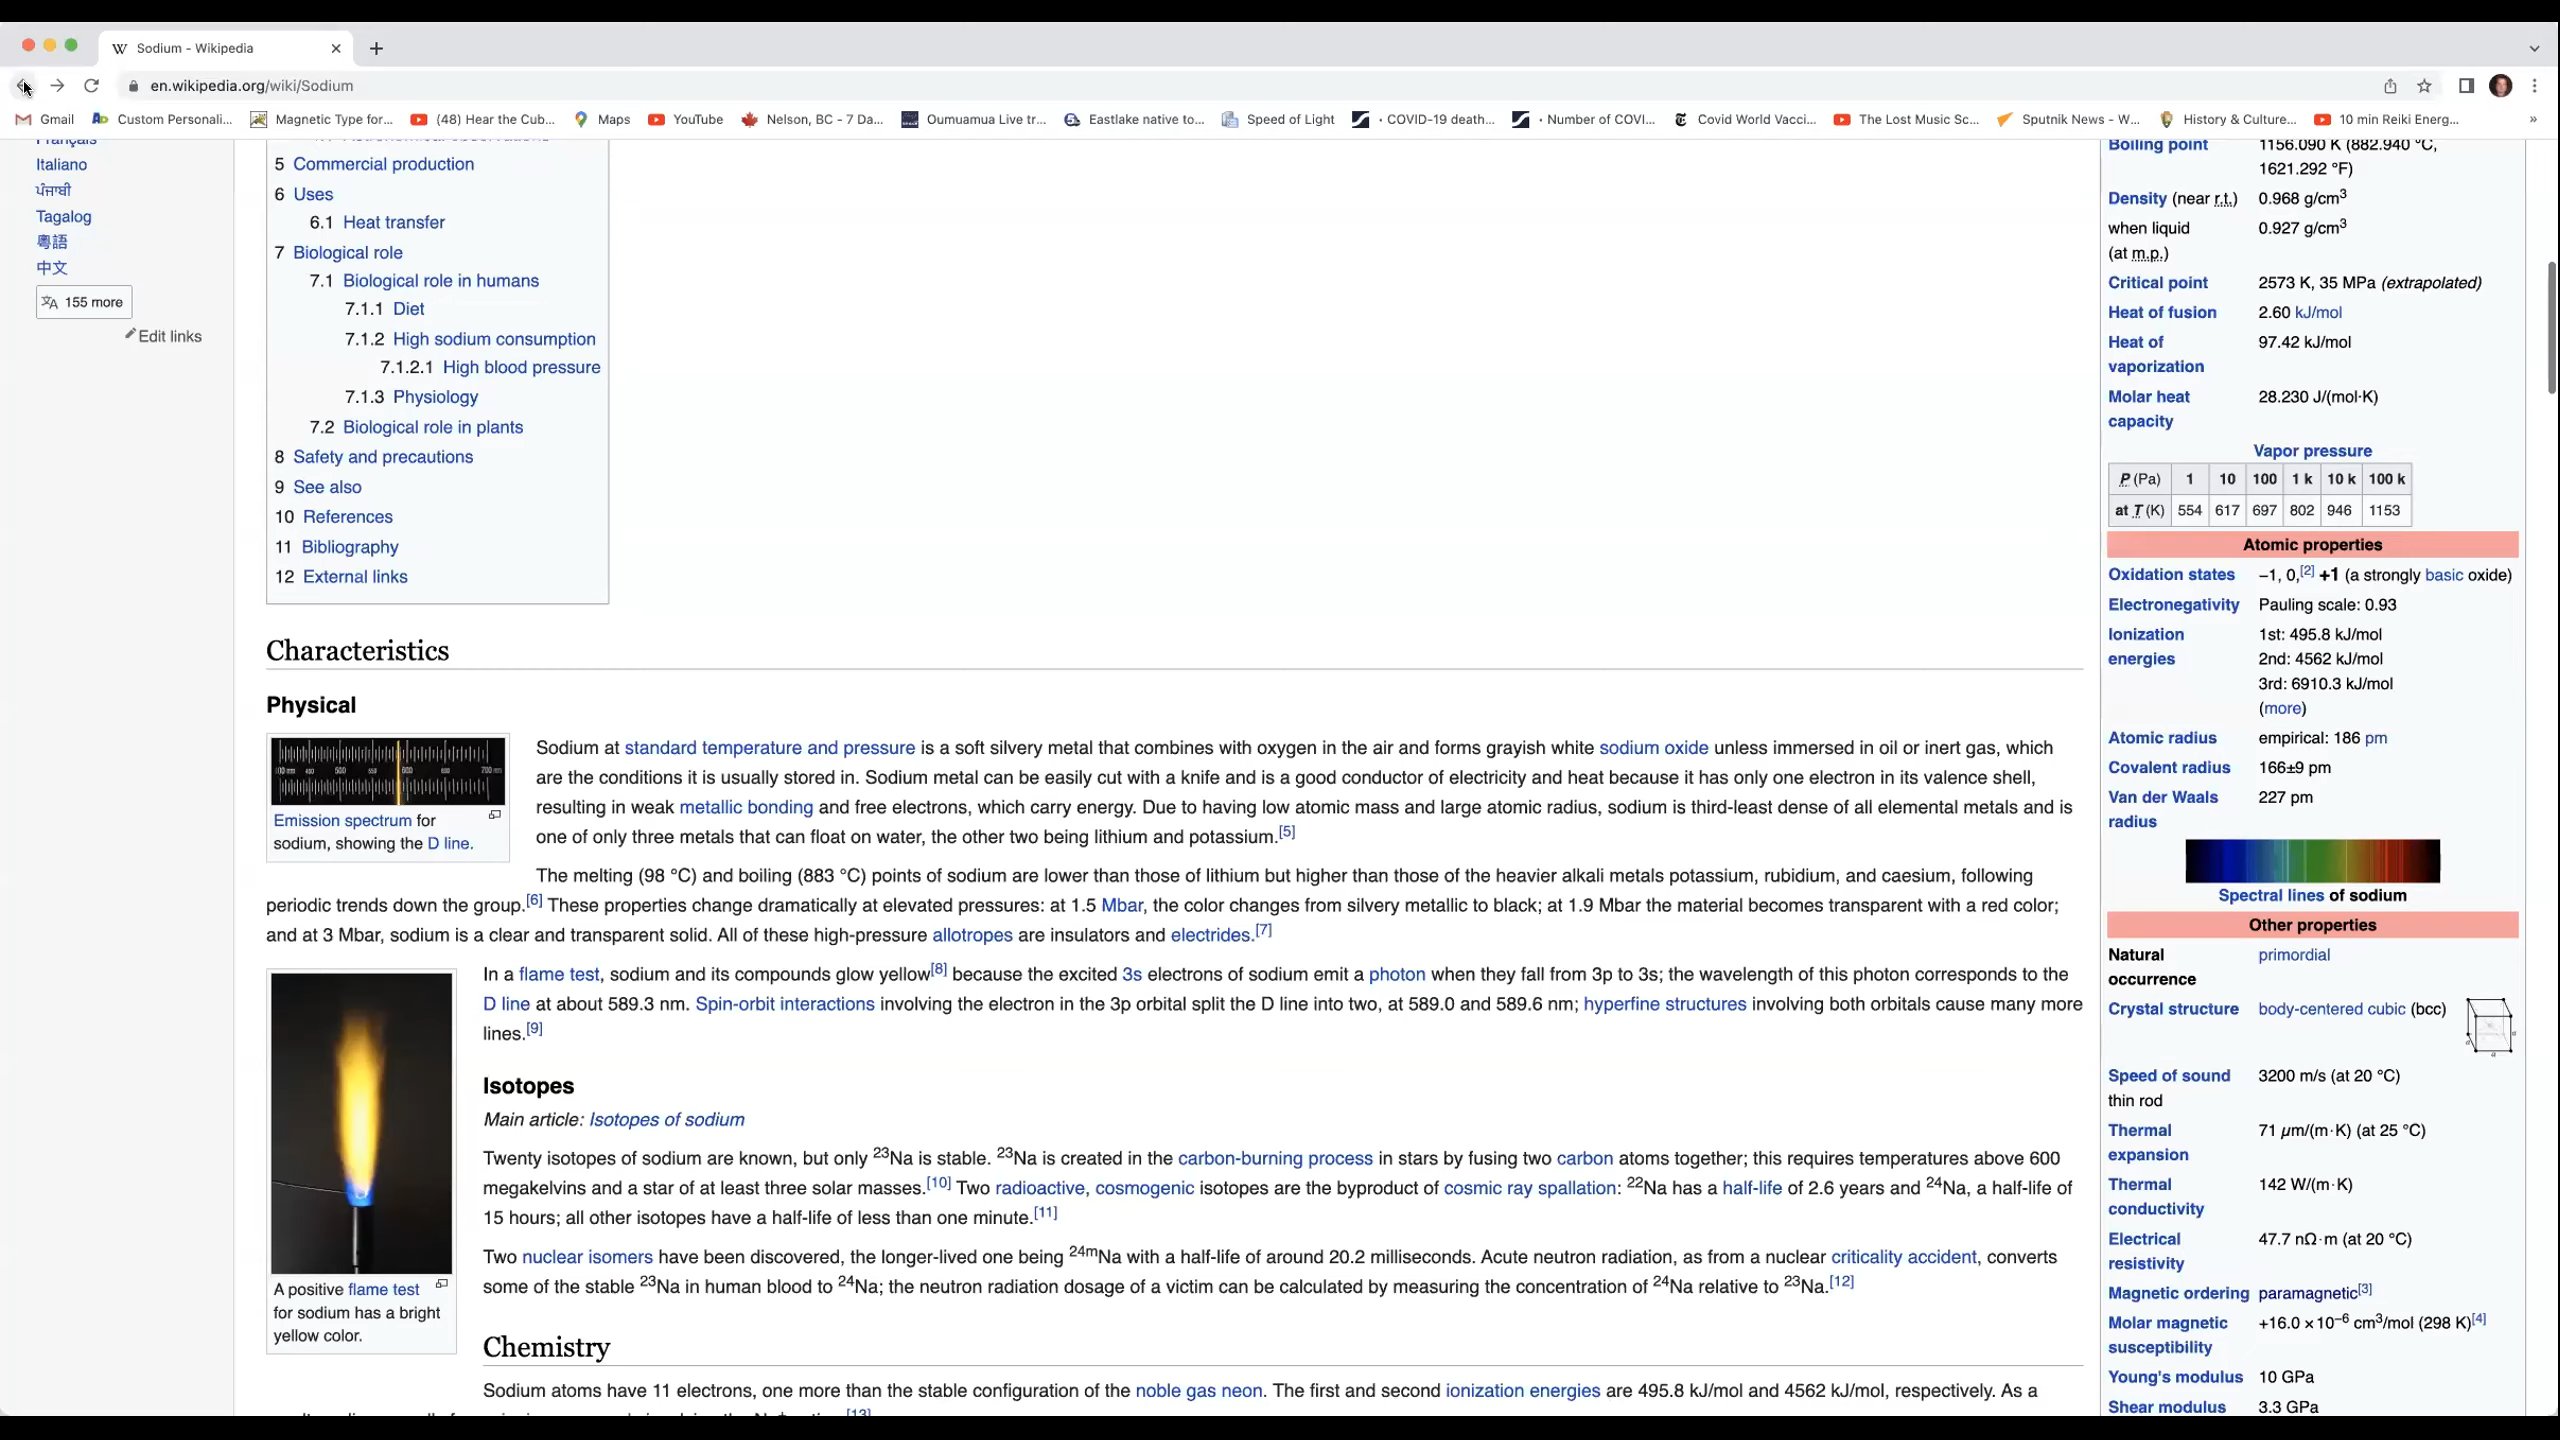 Sodium - Wikipedia
en.wikipedia.org/wiki/Sodium
Gmail
Custom Personali...
Magnetic Type for...
(48) Hear the Cub...
Maps
YouTube
Nelson, BC - 7 Da...
Oumuamua Live tr...
Eastlake native to...
Speed of Light
· COVID-19 death...
· Number of COVI...
Covid World Vacci...
The Lost Music Sc...
Sputnik News - W...
History & Culture...
10 min Reiki Energ...
»
Français
Italiano
ਪੰਜਾਬੀ
Tagalog
粵語
中文
155 more
Edit links
5 Commercial production
6 Uses
6.1 Heat transfer
7 Biological role
7.1 Biological role in humans
7.1.1 Diet
7.1.2 High sodium consumption
7.1.2.1 High blood pressure
7.1.3 Physiology
7.2 Biological role in plants
8 Safety and precautions
9 See also
10 References
11 Bibliography
12 External links
Characteristics
Physical
Emission spectrum for
sodium, showing the D line.
Sodium at standard temperature and pressure is a soft silvery metal that combines with oxygen in the air and forms grayish white sodium oxide unless immersed in oil or inert gas, which
are the conditions it is usually stored in. Sodium metal can be easily cut with a knife and is a good conductor of electricity and heat because it has only one electron in its valence shell,
resulting in weak metallic bonding and free electrons, which carry energy. Due to having low atomic mass and large atomic radius, sodium is third-least dense of all elemental metals and is
one of only three metals that can float on water, the other two being lithium and potassium.[5]
The melting (98 °C) and boiling (883 °C) points of sodium are lower than those of lithium but higher than those of the heavier alkali metals potassium, rubidium, and caesium, following
periodic trends down the group.[6] These properties change dramatically at elevated pressures: at 1.5 Mbar, the color changes from silvery metallic to black; at 1.9 Mbar the material becomes transparent with a red color;
and at 3 Mbar, sodium is a clear and transparent solid. All of these high-pressure allotropes are insulators and electrides.[7]
In a flame test, sodium and its compounds glow yellow[8] because the excited 3s electrons of sodium emit a photon when they fall from 3p to 3s; the wavelength of this photon corresponds to the
D line at about 589.3 nm. Spin-orbit interactions involving the electron in the 3p orbital split the D line into two, at 589.0 and 589.6 nm; hyperfine structures involving both orbitals cause many more
lines.[9]
A positive flame test
for sodium has a bright
yellow color.
Isotopes
Main article: Isotopes of sodium
Twenty isotopes of sodium are known, but only ²³Na is stable. ²³Na is created in the carbon-burning process in stars by fusing two carbon atoms together; this requires temperatures above 600
megakelvins and a star of at least three solar masses.[10] Two radioactive, cosmogenic isotopes are the byproduct of cosmic ray spallation: ²²Na has a half-life of 2.6 years and ²⁴Na, a half-life of
15 hours; all other isotopes have a half-life of less than one minute.[11]
Two nuclear isomers have been discovered, the longer-lived one being ²⁴ᵐNa with a half-life of around 20.2 milliseconds. Acute neutron radiation, as from a nuclear criticality accident, converts
some of the stable ²³Na in human blood to ²⁴Na; the neutron radiation dosage of a victim can be calculated by measuring the concentration of ²⁴Na relative to ²³Na.[12]
Chemistry
Sodium atoms have 11 electrons, one more than the stable configuration of the noble gas neon. The first and second ionization energies are 495.8 kJ/mol and 4562 kJ/mol, respectively. As a
Boiling point 1156.090 K (882.940 °C,
1621.292 °F)
Density (near r.t.) 0.968 g/cm³
when liquid 0.927 g/cm³
(at m.p.)
Critical point 2573 K, 35 MPa (extrapolated)
Heat of fusion 2.60 kJ/mol
Heat of 97.42 kJ/mol
vaporization
Molar heat 28.230 J/(mol·K)
capacity
Vapor pressure
P (Pa) 1 10 100 1 k 10 k 100 k
at T (K) 554 617 697 802 946 1153
Atomic properties
Oxidation states −1, 0,[2] +1 (a strongly basic oxide)
Electronegativity Pauling scale: 0.93
Ionization 1st: 495.8 kJ/mol
energies 2nd: 4562 kJ/mol
3rd: 6910.3 kJ/mol
(more)
Atomic radius empirical: 186 pm
Covalent radius 166±9 pm
Van der Waals 227 pm
radius
Spectral lines of sodium
Other properties
Natural primordial
occurrence
Crystal structure body-centered cubic (bcc)
Speed of sound 3200 m/s (at 20 °C)
thin rod
Thermal 71 µm/(m·K) (at 25 °C)
expansion
Thermal 142 W/(m·K)
conductivity
Electrical 47.7 nΩ·m (at 20 °C)
resistivity
Magnetic ordering paramagnetic[3]
Molar magnetic +16.0×10⁻⁶ cm³/mol (298 K)[4]
susceptibility
Young's modulus 10 GPa
Shear modulus 3.3 GPa